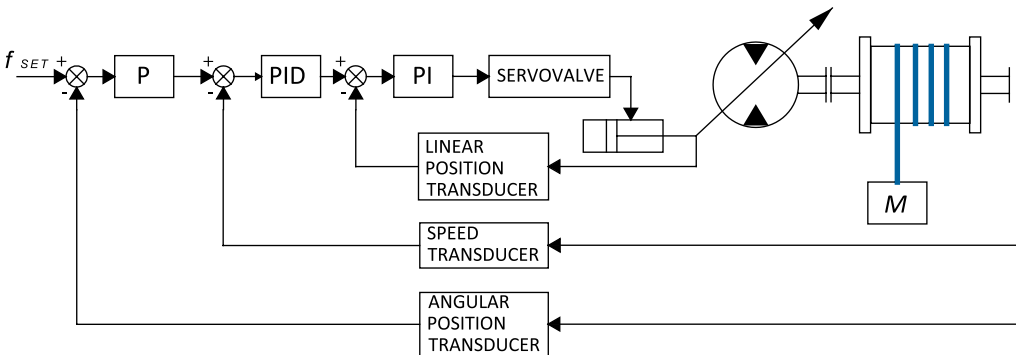 f SET
+
-
P
+
-
PID
+
-
PI
SERVOVALVE
LINEAR
POSITION
TRANSDUCER
M
SPEED
TRANSDUCER
ANGULAR
POSITION
TRANSDUCER